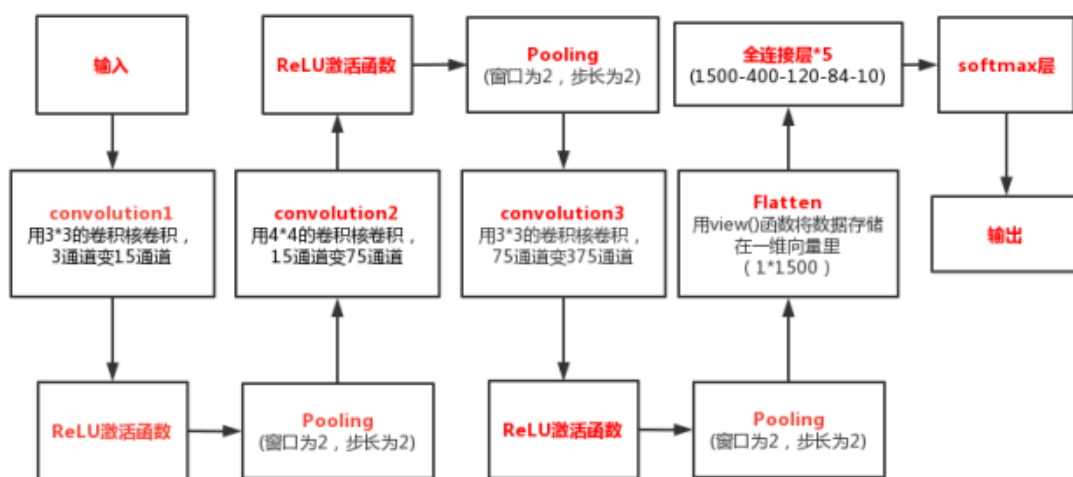 输入
convolution1
用3*3的卷积核卷积，
3通道变15通道
ReLU激活函数
Pooling
(窗口为2，步长为2)
convolution2
用4*4的卷积核卷积，
15通道变75通道
ReLU激活函数
Pooling
(窗口为2，步长为2)
convolution3
用3*3的卷积核卷积，
75通道变375通道
ReLU激活函数
Pooling
(窗口为2，步长为2)
Flatten
用view()函数将数据存储
在一维向量里
（1*1500）
全连接层*5
(1500-400-120-84-10)
softmax层
输出